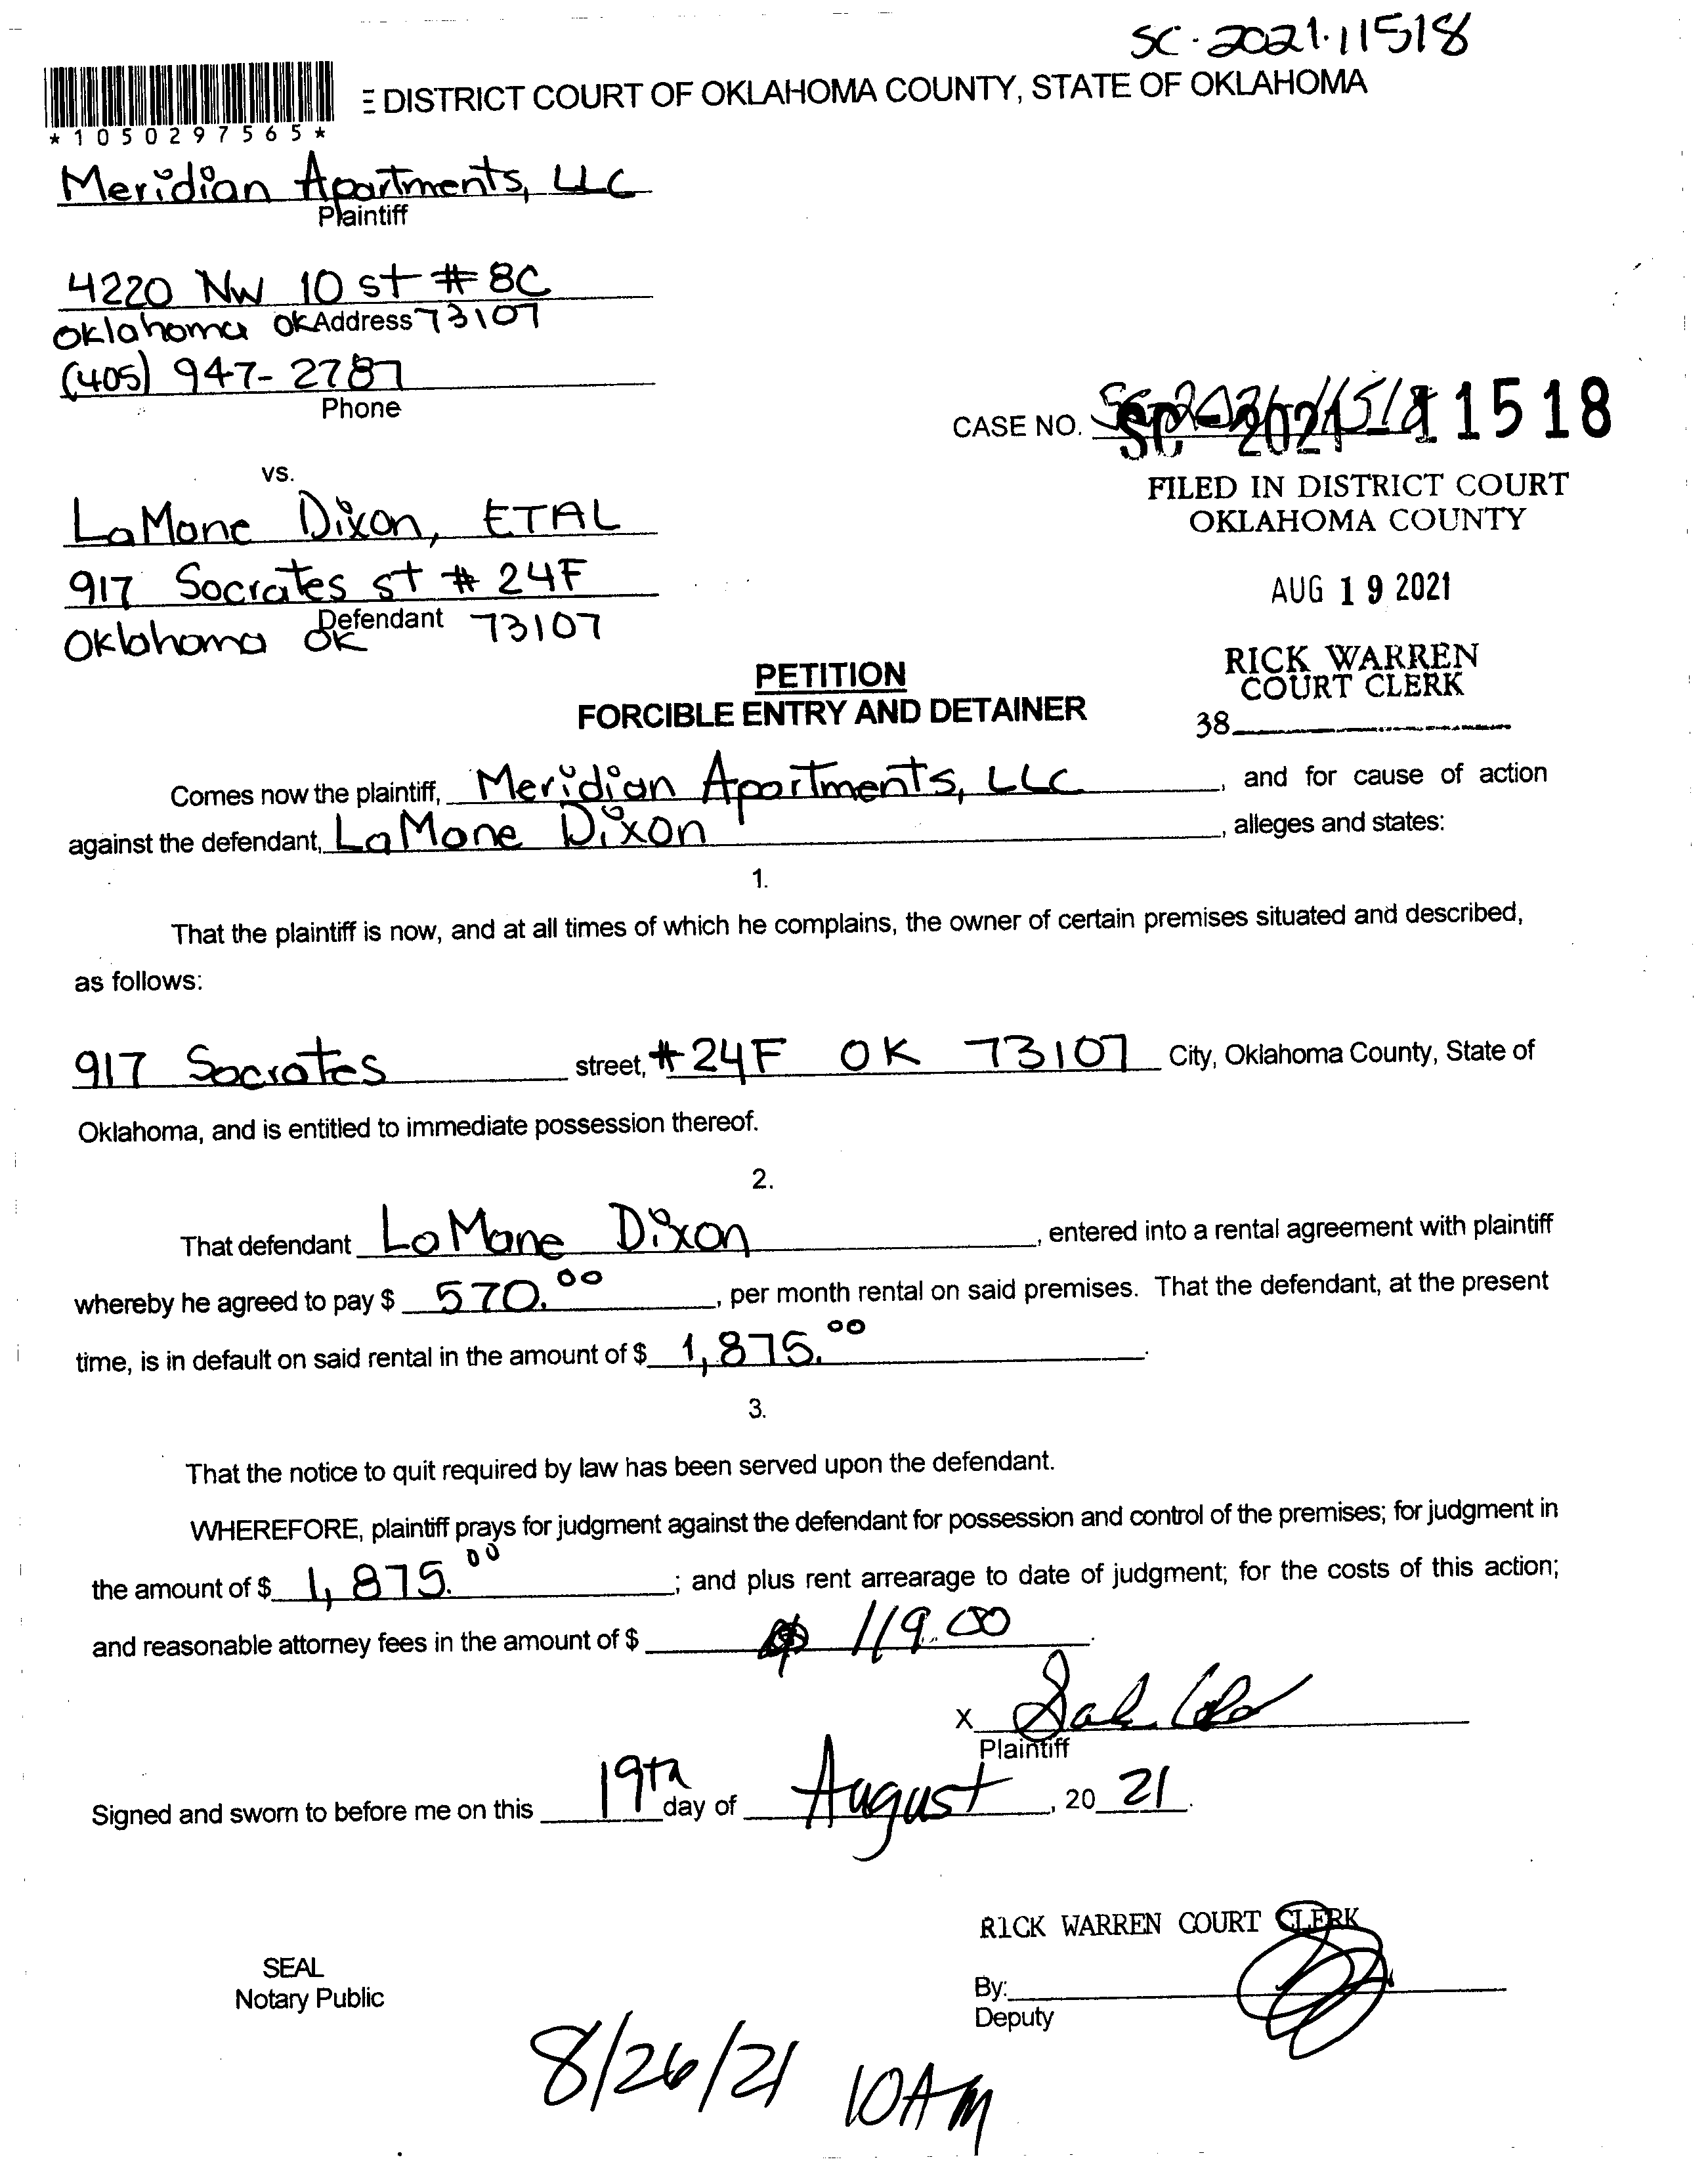 SC-2021-11518
E DISTRICT COURT OF OKLAHOMA COUNTY, STATE OF OKLAHOMA
*1050297565*
Meridian Apartments, LLC
Plaintiff
4220 NW 10 st # 8C
Oklahoma OK Address 73107
(405) 947-2787
Phone
CASE NO. SC-2021-11518
SC-2021-11518
vs.
FILED IN DISTRICT COURT
OKLAHOMA COUNTY
LaMone Dixon, ETAL
917 Socrates st # 24F
AUG 19 2021
Defendant
Oklahoma OK 73107
RICK WARREN
COURT CLERK
38
PETITION
FORCIBLE ENTRY AND DETAINER
Comes now the plaintiff, Meridian Apartments, LLC, and for cause of action
against the defendant, LaMone Dixon, alleges and states:
1.
That the plaintiff is now, and at all times of which he complains, the owner of certain premises situated and described,
as follows:
917 Socrates street, # 24F OK 73107 City, Oklahoma County, State of
Oklahoma, and is entitled to immediate possession thereof.
2.
That defendant LaMone Dixon, entered into a rental agreement with plaintiff
whereby he agreed to pay $ 570.00, per month rental on said premises. That the defendant, at the present
time, is in default on said rental in the amount of $ 1,875.00.
3.
That the notice to quit required by law has been served upon the defendant.
WHEREFORE, plaintiff prays for judgment against the defendant for possession and control of the premises; for judgment in
the amount of $ 1,875.00; and plus rent arrearage to date of judgment; for the costs of this action;
and reasonable attorney fees in the amount of $ 119.00.
X
Plaintiff
Signed and sworn to before me on this 19th day of August, 20 21.
RICK WARREN COURT CLERK
SEAL
Notary Public
By:
Deputy
8/26/21 10AM